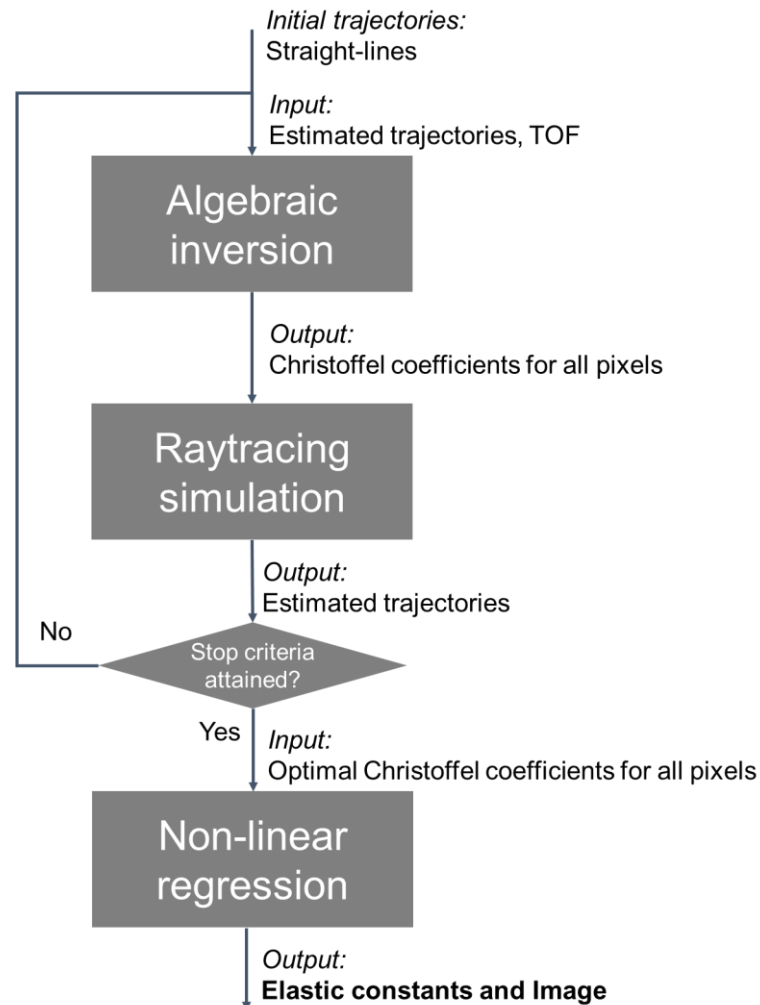 Initial trajectories:
Straight-lines
Input:
Estimated trajectories, TOF
Algebraic
inversion
Output:
Christoffel coefficients for all pixels
Raytracing
simulation
Output:
Estimated trajectories
No
Stop criteria
attained?
Yes
Input:
Optimal Christoffel coefficients for all pixels
Non-linear
regression
Output:
Elastic constants and Image